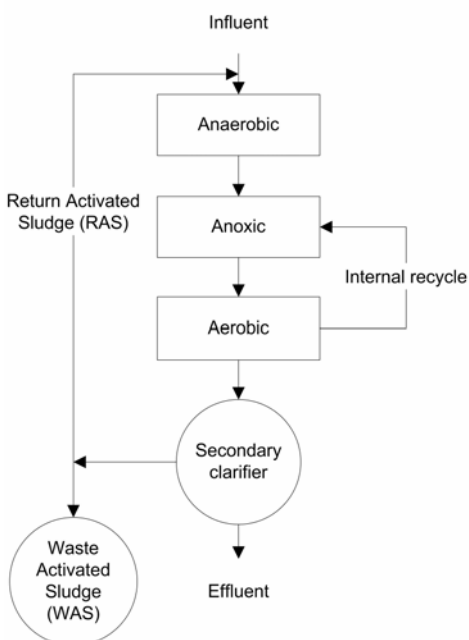 Influent
Anaerobic
Return Activated
Sludge (RAS)
Anoxic
Internal recycle
Aerobic
Secondary
clarifier
Waste
Activated
Sludge
(WAS)
Effluent